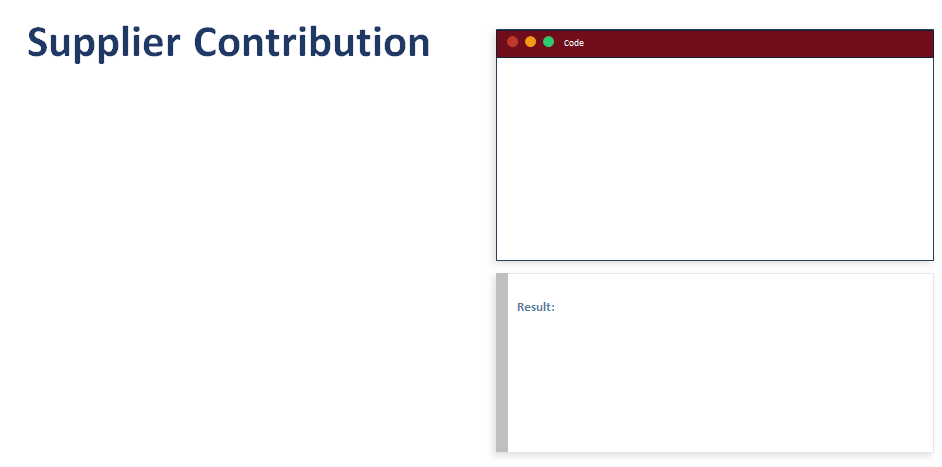 Supplier Contribution
Code
Result: